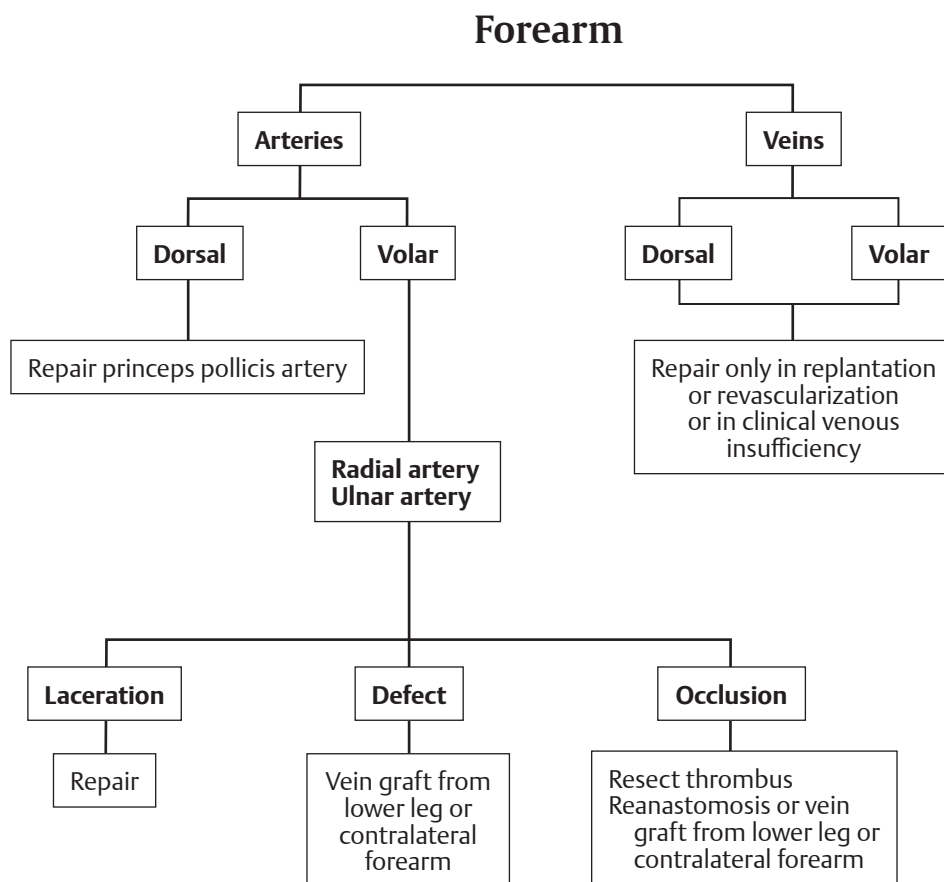 Forearm
Arteries
Veins
Dorsal
Volar
Dorsal
Volar
Repair princeps pollicis artery
Repair only in replantation
or revascularization
or in clinical venous
insufficiency
Radial artery
Ulnar artery
Laceration
Defect
Occlusion
Repair
Vein graft from
lower leg or
contralateral
forearm
Resect thrombus
Reanastomosis or vein
graft from lower leg or
contralateral forearm